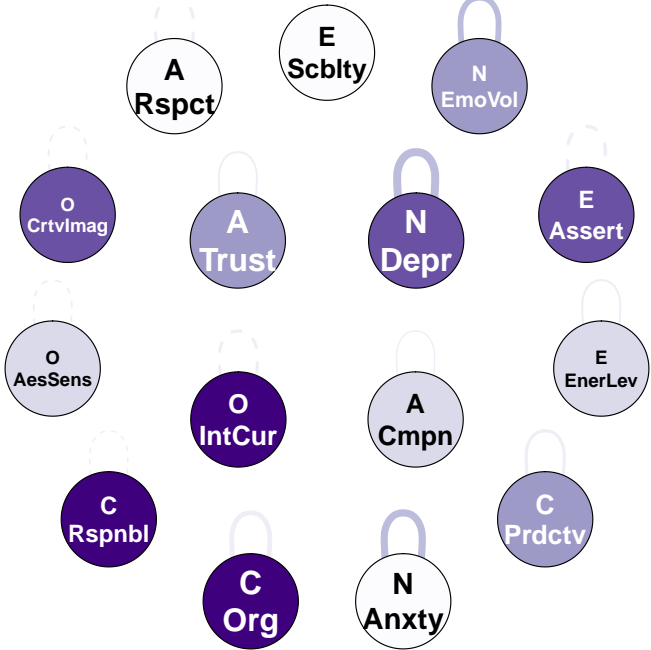 E
Scblty
A
Rspct
N
EmoVol
O
CrtvImag
A
Trust
N
Depr
E
Assert
O
AesSens
E
EnerLev
O
IntCur
A
Cmpn
C
Rspnbl
C
Prdctv
C
Org
N
Anxty